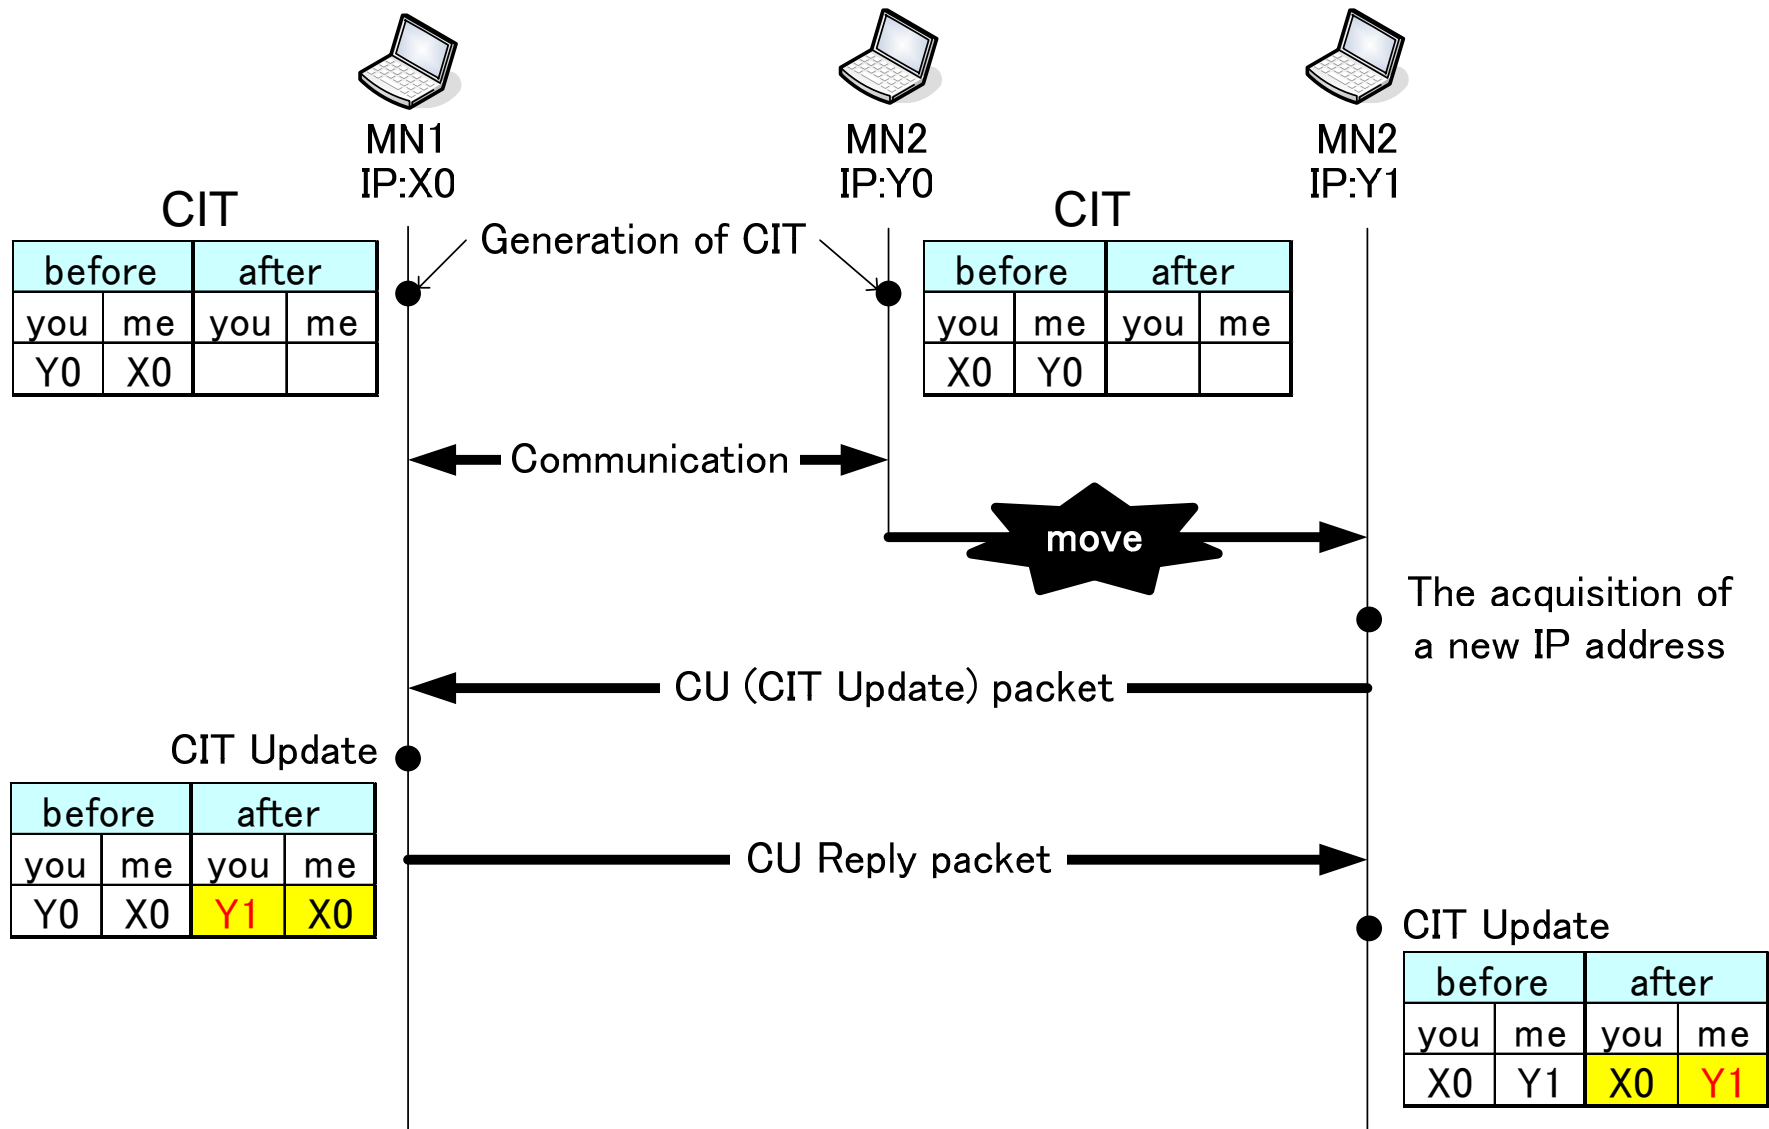 MN1
IP:X0
MN2
IP:Y0
MN2
IP:Y1
CIT
before after
you me you me
Y0 X0
Generation of CIT
CIT
before after
you me you me
X0 Y0
Communication
move
The acquisition of
a new IP address
CU (CIT Update) packet
CIT Update
before after
you me you me
Y0 X0 Y1 X0
CU Reply packet
CIT Update
before after
you me you me
X0 Y1 X0 Y1